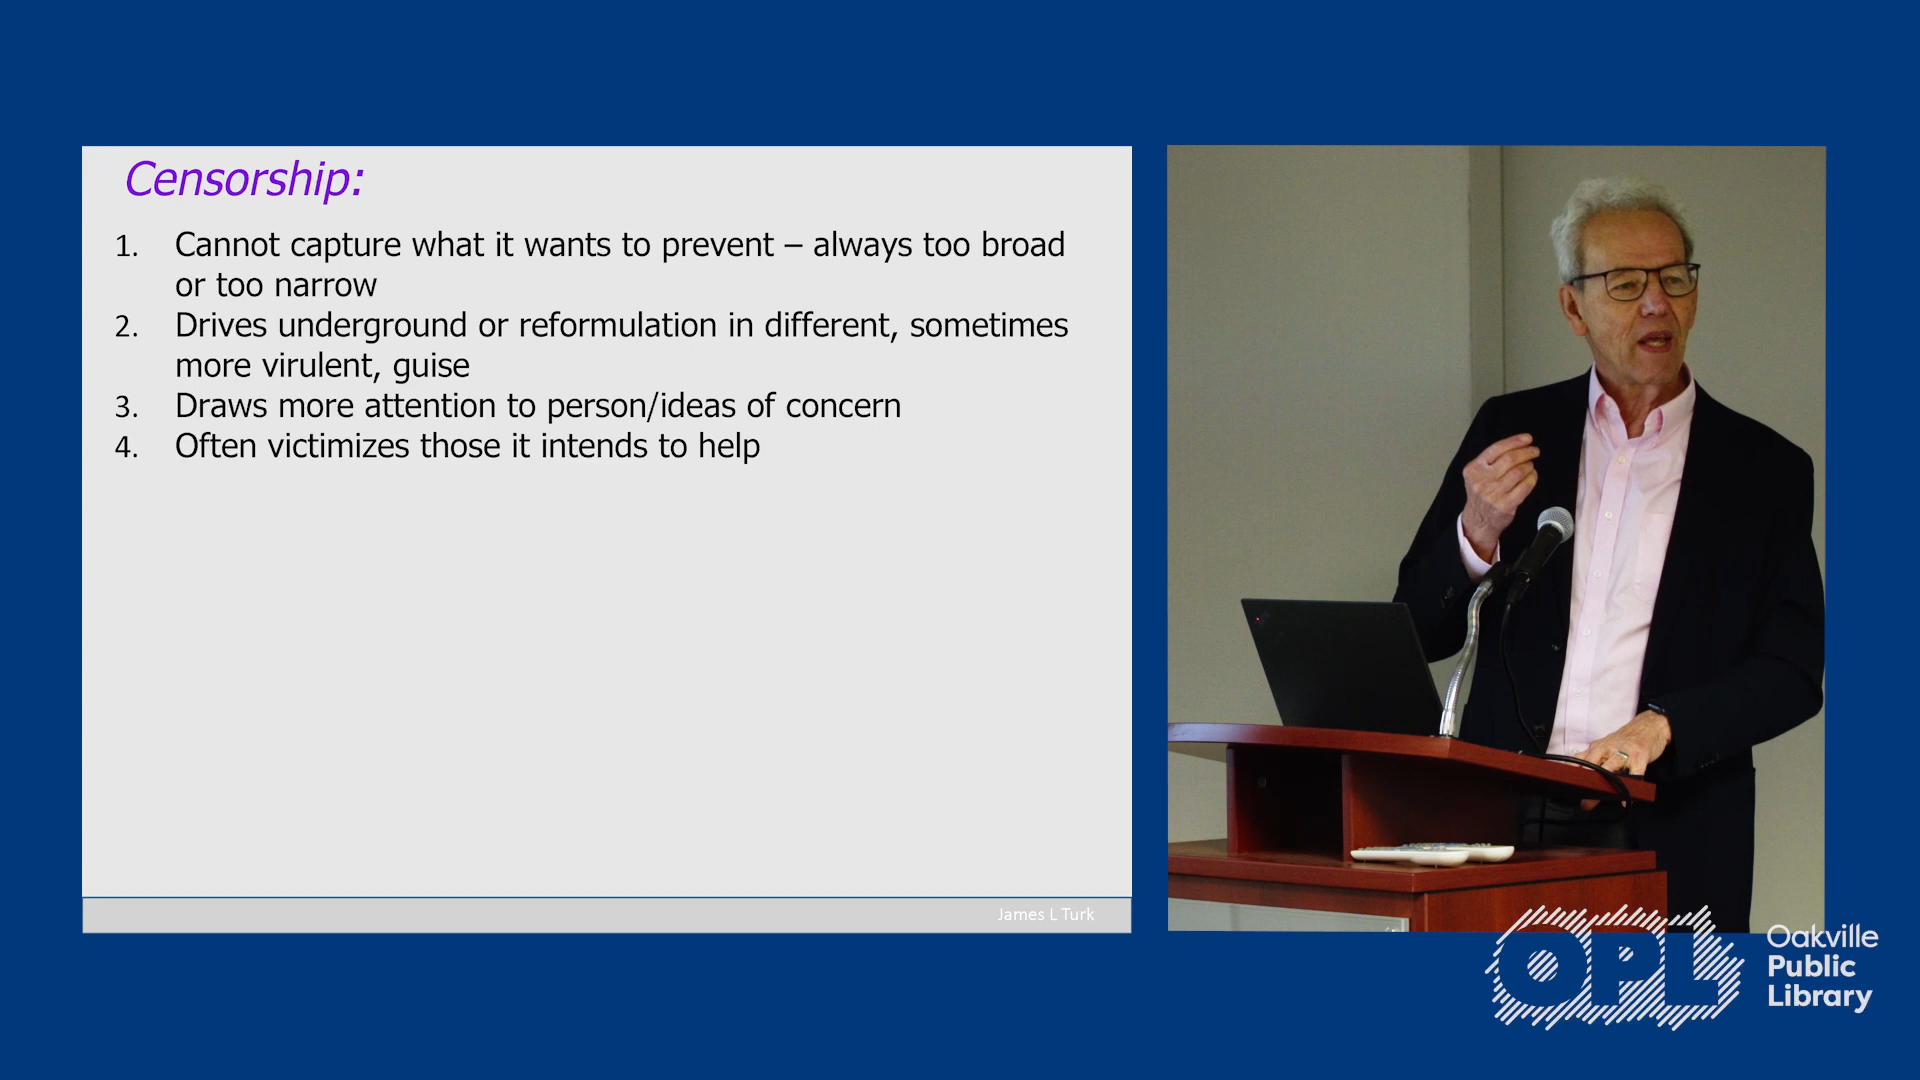 Censorship:
1. Cannot capture what it wants to prevent – always too broad
or too narrow
2. Drives underground or reformulation in different, sometimes
more virulent, guise
3. Draws more attention to person/ideas of concern
4. Often victimizes those it intends to help
James L Turk
OPL
Oakville
Public
Library